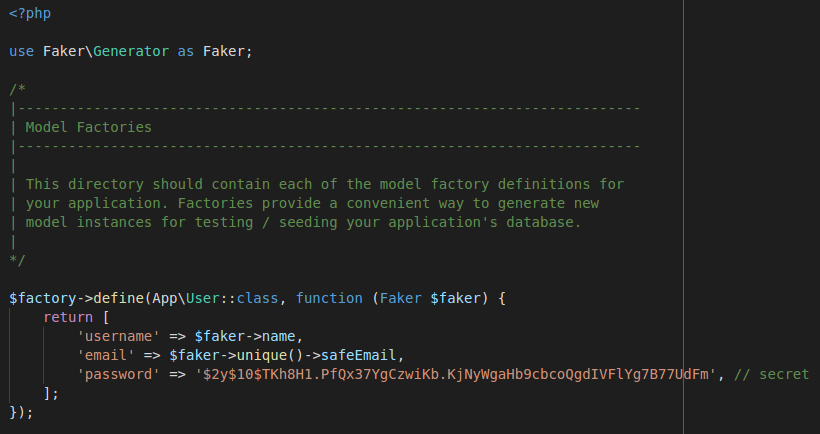 <?php
use Faker\Generator as Faker;
/*
|--------------------------------------------------------------------------
| Model Factories
|--------------------------------------------------------------------------
|
| This directory should contain each of the model factory definitions for
| your application. Factories provide a convenient way to generate new
| model instances for testing / seeding your application's database.
|
*/
$factory->define(App\User::class, function (Faker $faker) {
    return [
        'username' => $faker->name,
        'email' => $faker->unique()->safeEmail,
        'password' => '$2y$10$TKh8H1.PfQx37YgCzwiKb.KjNyWgaHb9cbcoQgdIVFlYg7B77UdFm', // secret
    ];
});